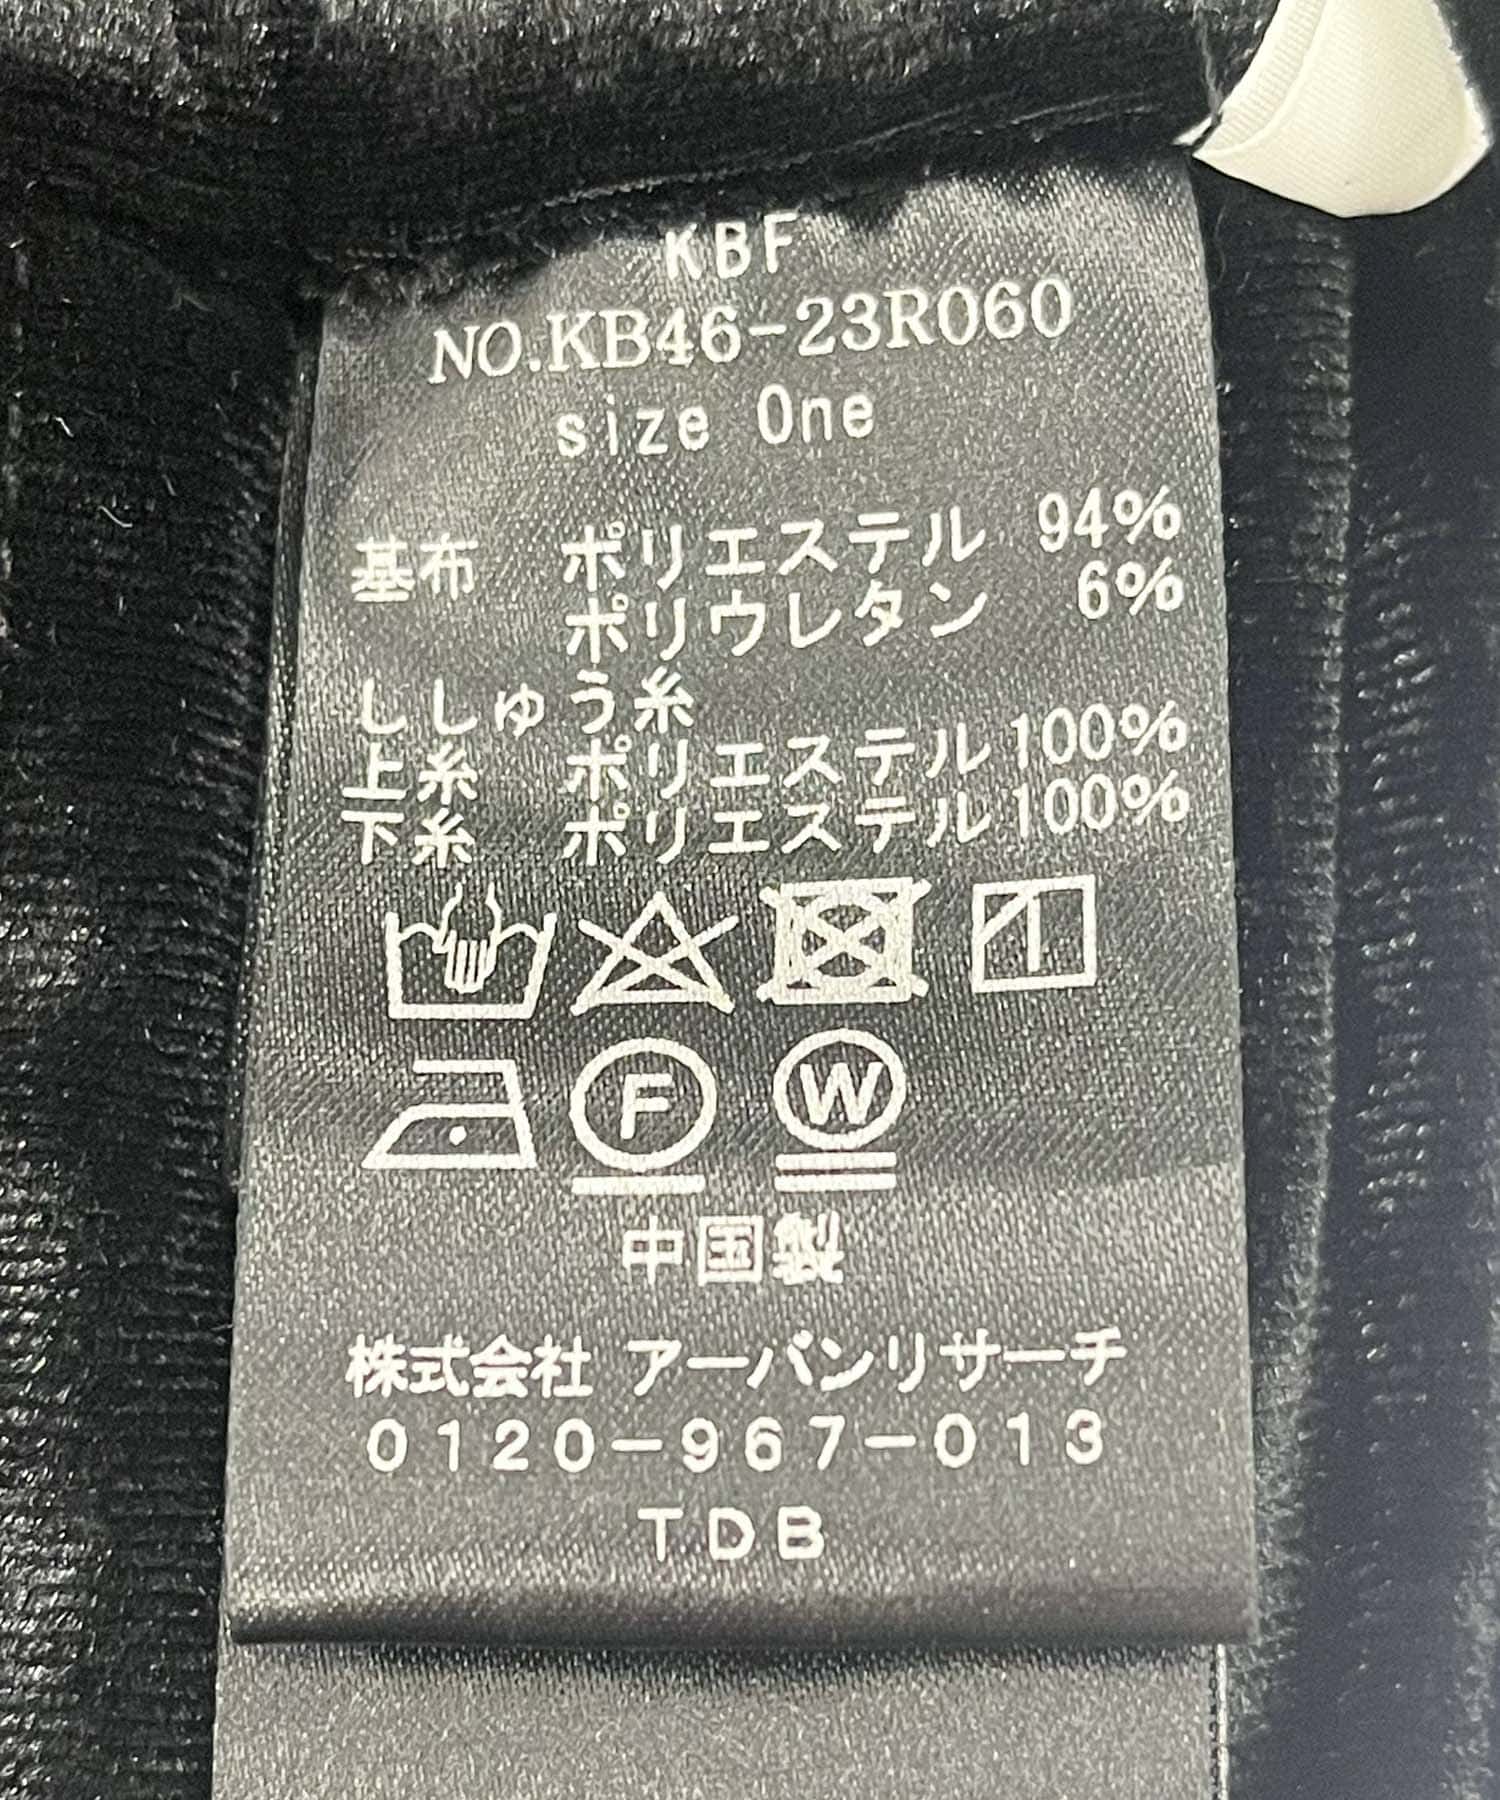 KBF
NO.KB46-23R060
size One
基布 ポリエステル 94%
ポリウレタン 6%
ししゅう糸
上糸 ポリエステル100%
下糸 ポリエステル100%
F W
中国製
株式会社 アーバンリサーチ
0120-967-013
TDB